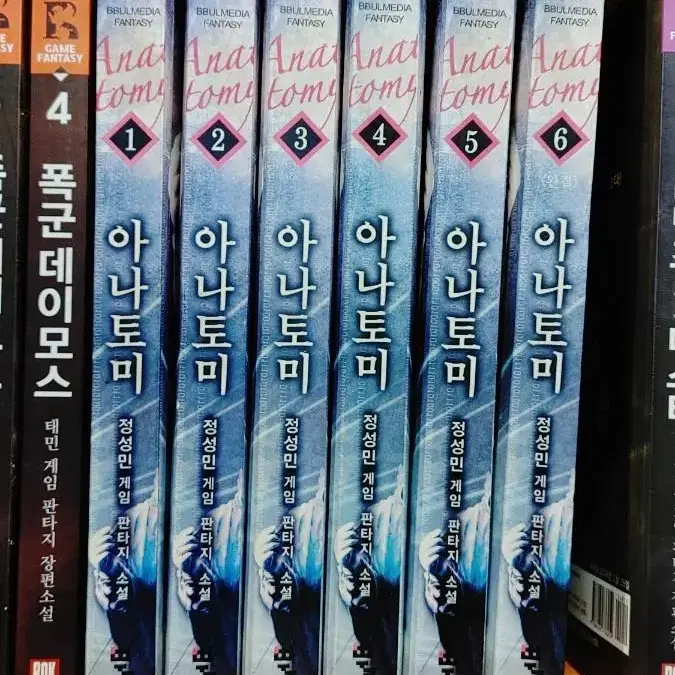 GAME
FANTASY
4
폭군 데이모스
태민 게임 판타지 장편소설
BBULMEDIA
FANTASY
Anatomy
1
아나토미
정성민 게임 판타지 소설
BBULMEDIA
FANTASY
Anatomy
2
아나토미
정성민 게임 판타지 소설
BBULMEDIA
FANTASY
Anatomy
3
아나토미
정성민 게임 판타지 소설
BBULMEDIA
FANTASY
Anatomy
4
아나토미
정성민 게임 판타지 소설
BBULMEDIA
FANTASY
Anatomy
5
아나토미
정성민 게임 판타지 소설
BBULMEDIA
FANTASY
Anatomy
6
(완결)
아나토미
정성민 게임 판타지 소설